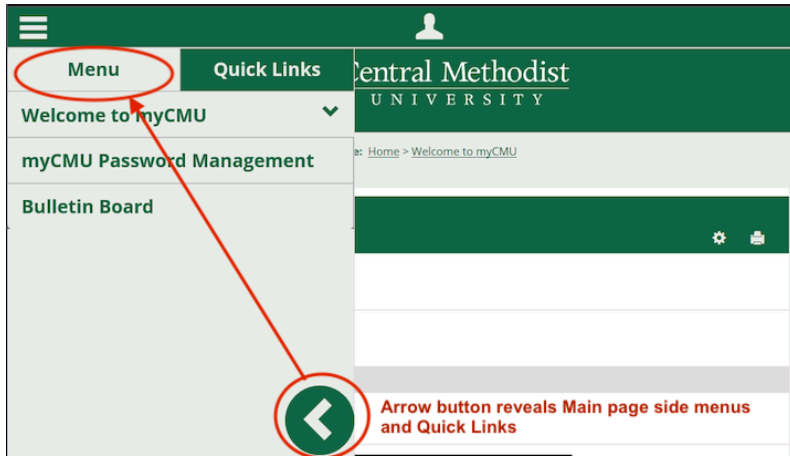 Menu
Quick Links
Central Methodist
UNIVERSITY
Welcome to myCMU
myCMU Password Management
Home > Welcome to myCMU
Bulletin Board
Arrow button reveals Main page side menus
and Quick Links